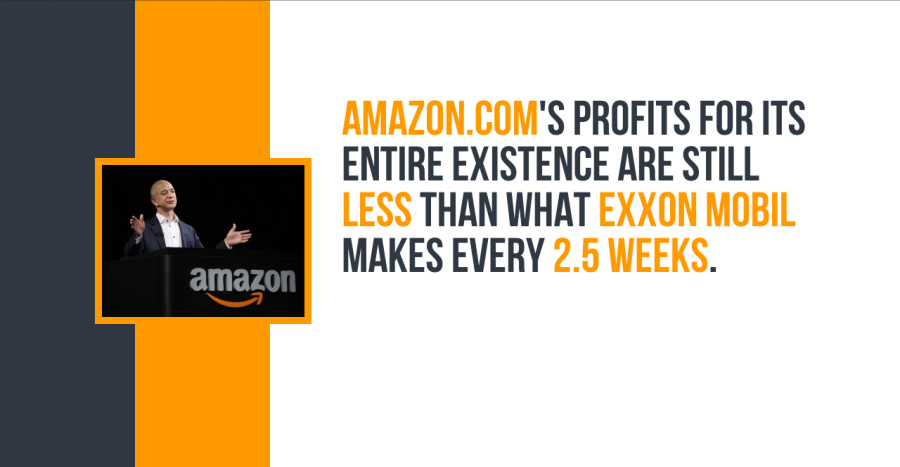 AMAZON.COM'S PROFITS FOR ITS
ENTIRE EXISTENCE ARE STILL
LESS THAN WHAT EXXON MOBIL
MAKES EVERY 2.5 WEEKS.
amazon